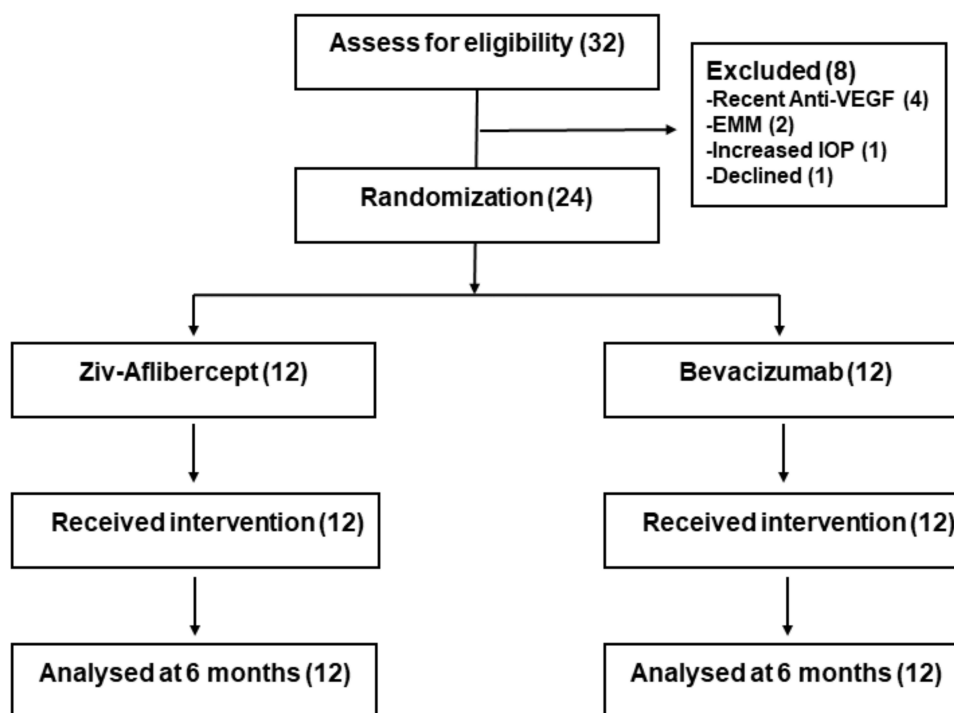 Assess for eligibility (32)
Excluded (8)
-Recent Anti-VEGF (4)
-EMM (2)
-Increased IOP (1)
-Declined (1)
Randomization (24)
Ziv-Aflibercept (12)
Bevacizumab (12)
Received intervention (12)
Received intervention (12)
Analysed at 6 months (12)
Analysed at 6 months (12)